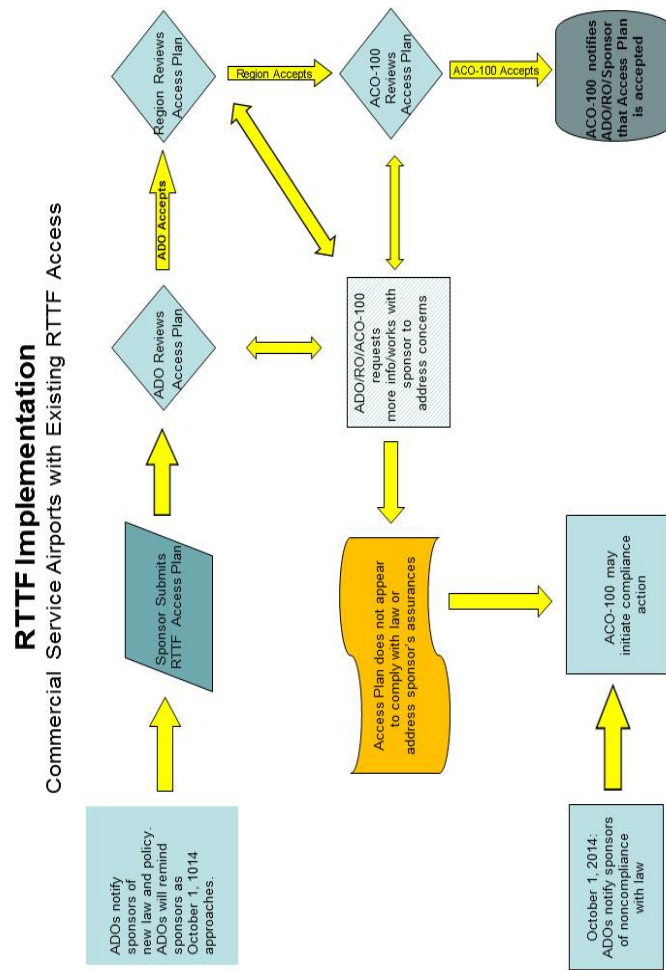 RTTF Implementation
Commercial Service Airports with Existing RTTF Access
ADOs notify
sponsors of
new law and policy.
ADOs will remind
sponsors as
October 1, 1014
approaches.
Sponsor Submits
RTTF Access Plan
ADO Reviews
Access Plan
ADO Accepts
Region Reviews
Access Plan
Region Accepts
ACO-100
Reviews
Access Plan
ACO-100 Accepts
ACO-100 notifies
ADO/RO/Sponsor
that Access Plan
is accepted
ADO/RO/ACO-100
requests
more info/works with
sponsor to
address concerns
Access Plan does not appear
to comply with law or
address sponsor's assurances
October 1, 2014:
ADOs notify sponsors
of noncompliance
with law
ACO-100 may
initiate compliance
action